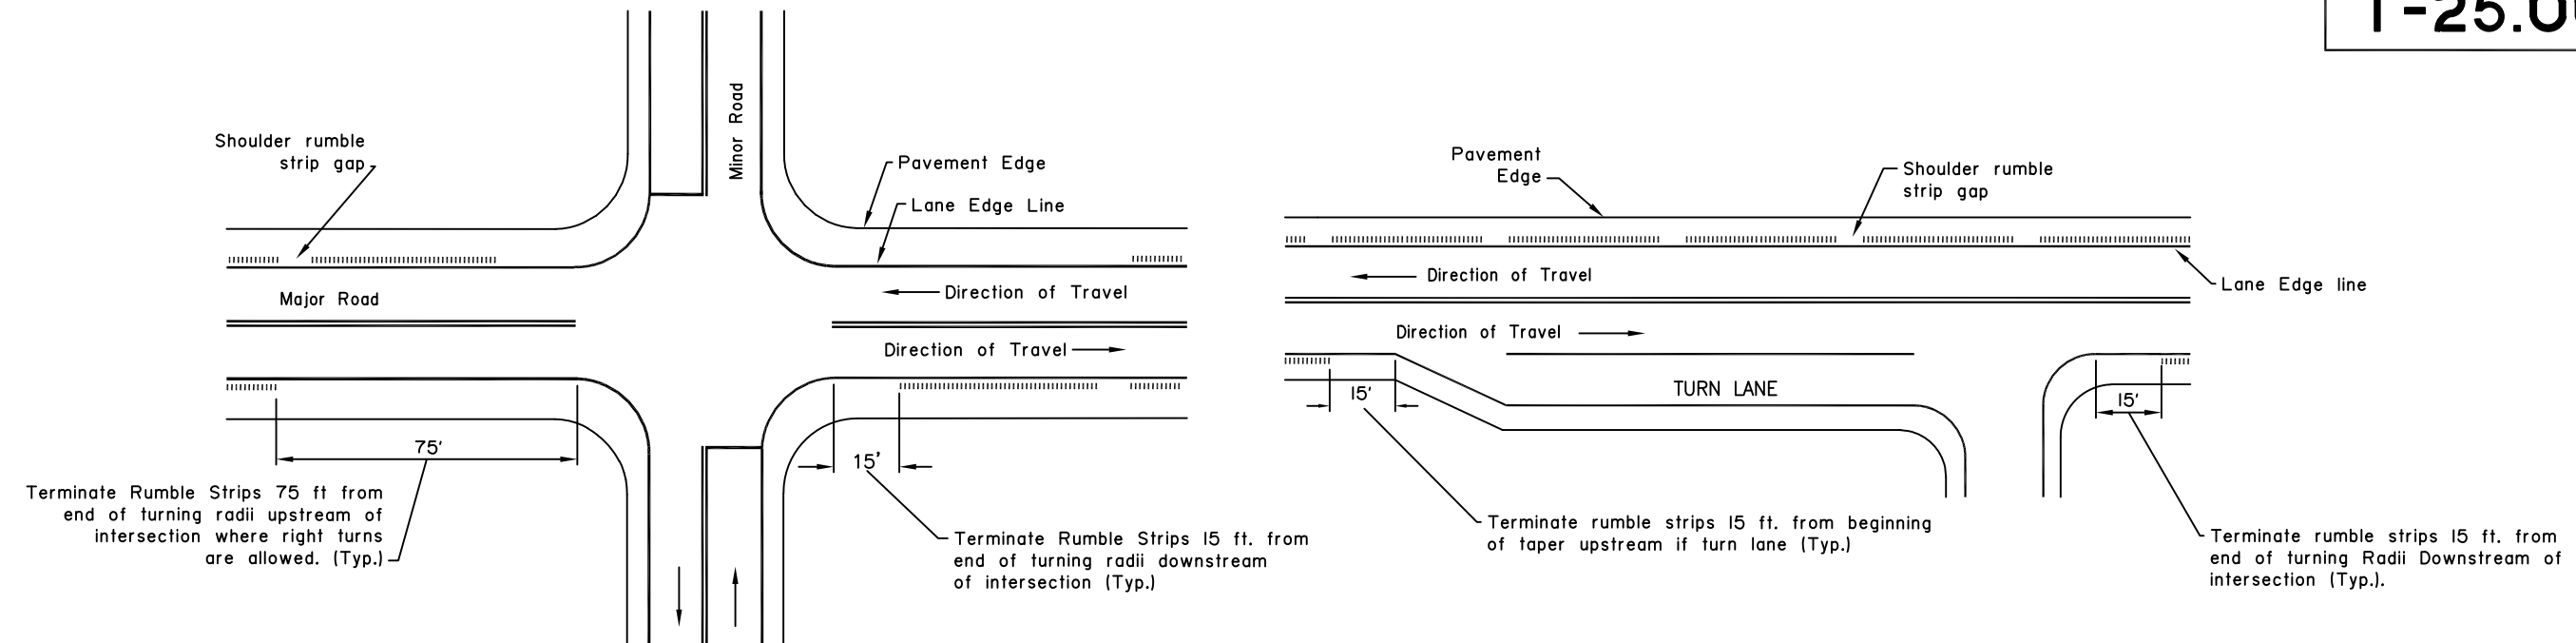 T-25.0
Minor Road
Shoulder rumble
strip gap
Pavement Edge
Lane Edge Line
Major Road
Direction of Travel
Direction of Travel
75'
15'
Terminate Rumble Strips 75 ft from
end of turning radii upstream of
intersection where right turns
are allowed. (Typ.)
Terminate Rumble Strips 15 ft. from
end of turning radii downstream
of intersection (Typ.)
Pavement
Edge
Shoulder rumble
strip gap
Direction of Travel
Lane Edge line
Direction of Travel
15'
TURN LANE
15'
Terminate rumble strips 15 ft. from beginning
of taper upstream if turn lane (Typ.)
Terminate rumble strips 15 ft. from
end of turning Radii Downstream of
intersection (Typ.).